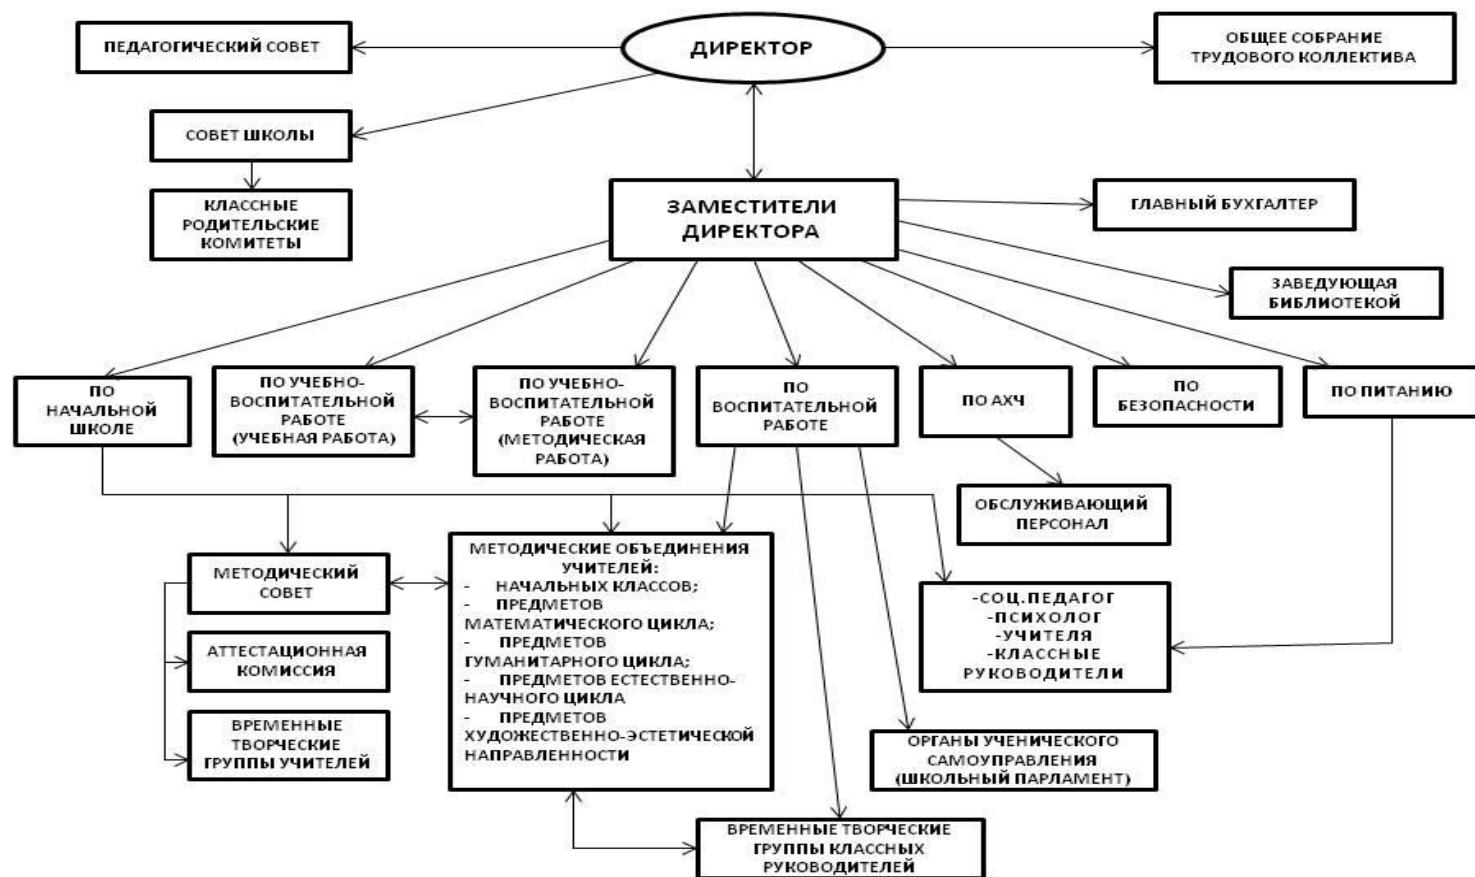 ПЕДАГОГИЧЕСКИЙ СОВЕТ
ДИРЕКТОР
ОБЩЕЕ СОБРАНИЕ
ТРУДОВОГО КОЛЛЕКТИВА
СОВЕТ ШКОЛЫ
КЛАССНЫЕ
РОДИТЕЛЬСКИЕ
КОМИТЕТЫ
ЗАМЕСТИТЕЛИ
ДИРЕКТОРА
ГЛАВНЫЙ БУХГАЛТЕР
ЗАВЕДУЮЩАЯ
БИБЛИОТЕКОЙ
ПО
НАЧАЛЬНОЙ
ШКОЛЕ
ПО УЧЕБНО-
ВОСПИТАТЕЛЬНОЙ
РАБОТЕ
(УЧЕБНАЯ РАБОТА)
ПО УЧЕБНО-
ВОСПИТАТЕЛЬНОЙ
РАБОТЕ
(МЕТОДИЧЕСКАЯ
РАБОТА)
ПО
ВОСПИТАТЕЛЬНОЙ
РАБОТЕ
ПО АХЧ
ПО
БЕЗОПАСНОСТИ
ПО ПИТАНИЮ
ОБСЛУЖИВАЮЩИЙ
ПЕРСОНАЛ
МЕТОДИЧЕСКИЙ
СОВЕТ
АТТЕСТАЦИОННАЯ
КОМИССИЯ
ВРЕМЕННЫЕ
ТВОРЧЕСКИЕ
ГРУППЫ УЧИТЕЛЕЙ
МЕТОДИЧЕСКИЕ ОБЪЕДИНЕНИЯ
УЧИТЕЛЕЙ:
- НАЧАЛЬНЫХ КЛАССОВ;
- ПРЕДМЕТОВ
МАТЕМАТИЧЕСКОГО ЦИКЛА;
- ПРЕДМЕТОВ
ГУМАНИТАРНОГО ЦИКЛА;
- ПРЕДМЕТОВ ЕСТЕСТВЕННО-
НАУЧНОГО ЦИКЛА
- ПРЕДМЕТОВ
ХУДОЖЕСТВЕННО-ЭСТЕТИЧЕСКОЙ
НАПРАВЛЕННОСТИ
-СОЦ.ПЕДАГОГ
-ПСИХОЛОГ
-УЧИТЕЛЯ
-КЛАССНЫЕ
РУКОВОДИТЕЛИ
ОРГАНЫ УЧЕНИЧЕСКОГО
САМОУПРАВЛЕНИЯ
(ШКОЛЬНЫЙ ПАРЛАМЕНТ)
ВРЕМЕННЫЕ ТВОРЧЕСКИЕ
ГРУППЫ КЛАССНЫХ
РУКОВОДИТЕЛЕЙ